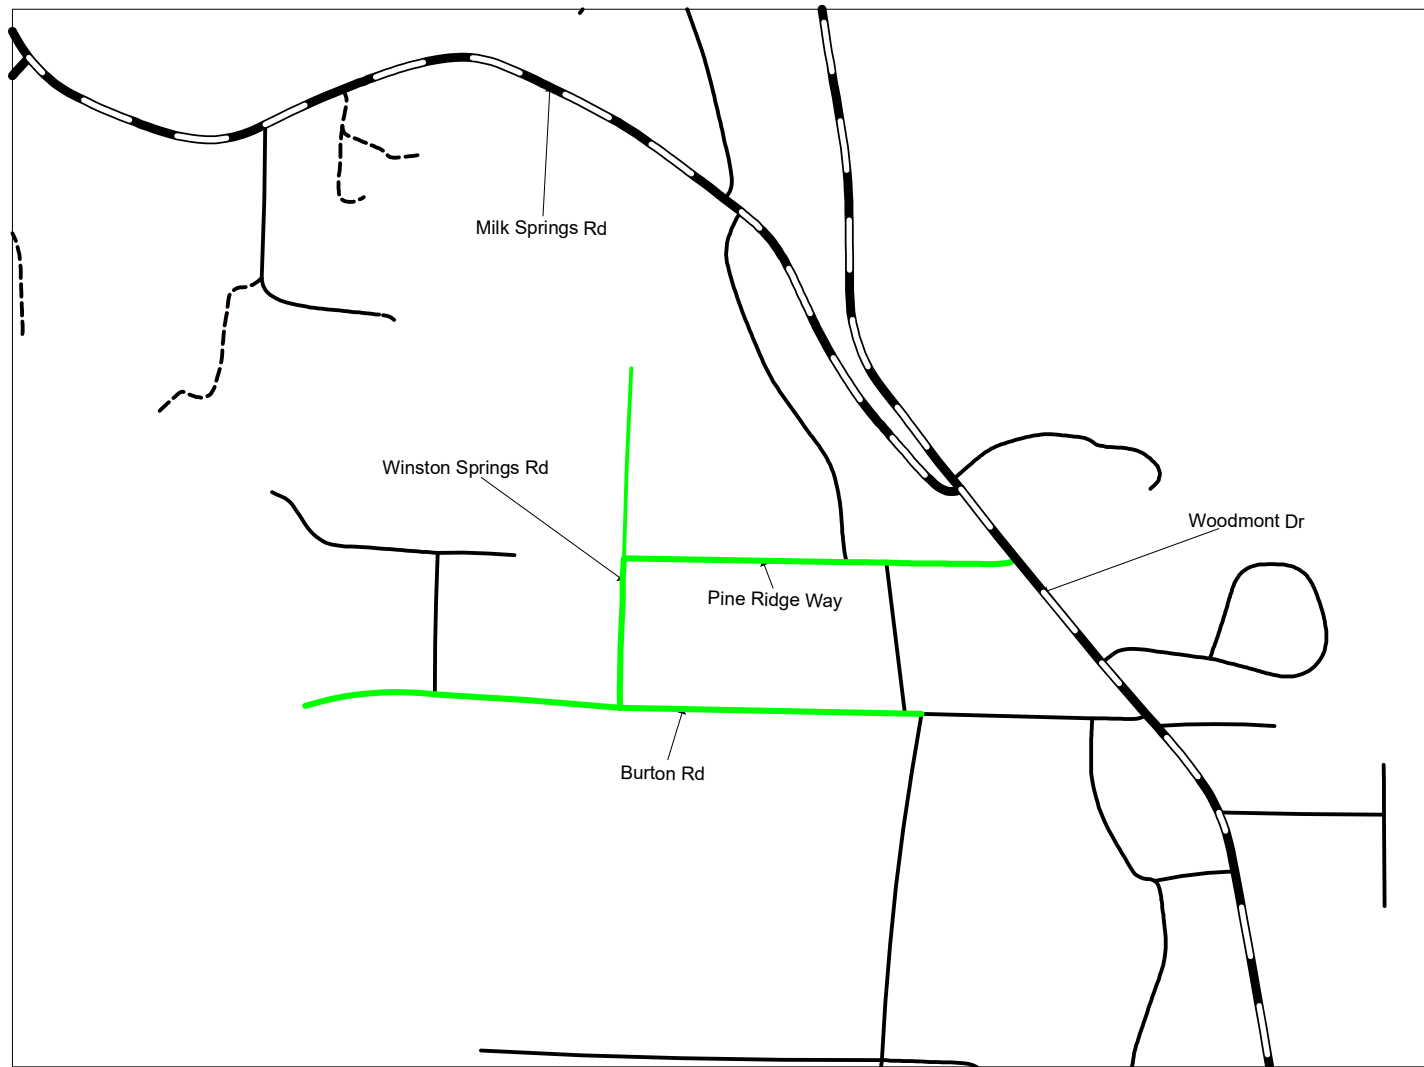 Milk Springs Rd
Winston Springs Rd
Woodmont Dr
Pine Ridge Way
Burton Rd